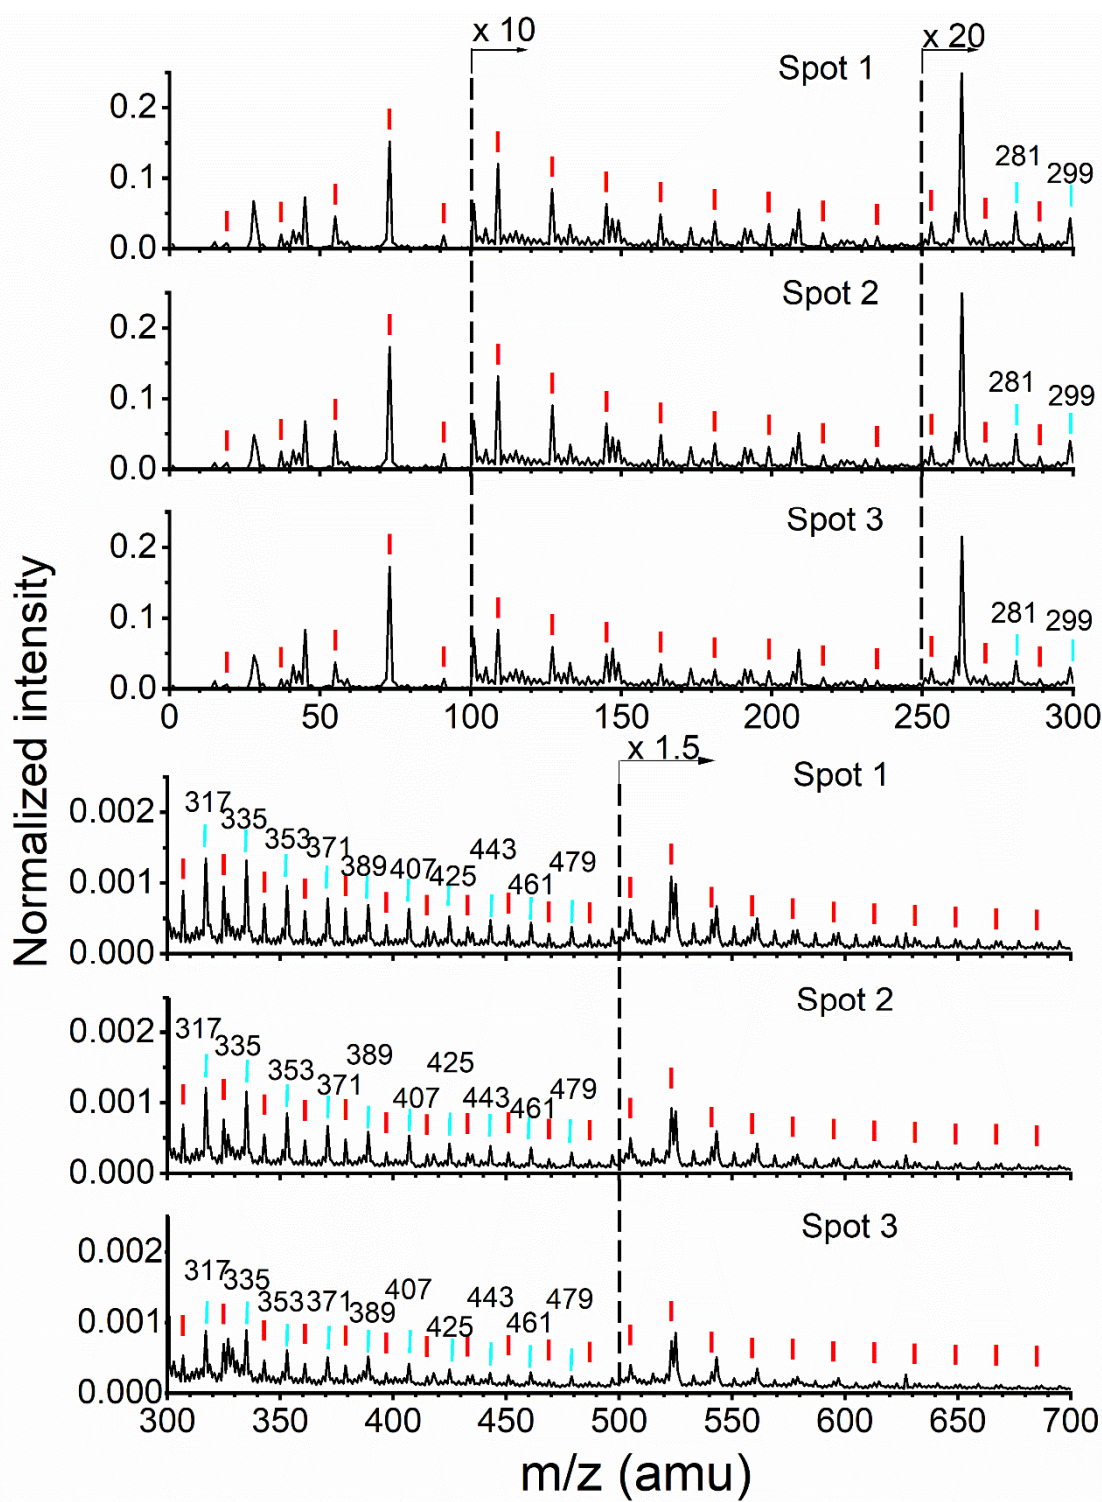 x 10
x 20
Spot 1
0.2
281
299
0.1
0.0
Spot 2
0.2
281
299
0.1
0.0
Spot 3
0.2
281
299
0.1
0.0
0 50 100 150 200 250 300
x 1.5
Spot 1
0.002
317 335 353 371 389 407 425 443 461 479
0.001
0.000
Spot 2
0.002
317 335 353 371 389 407 425 443 461 479
0.001
0.000
Spot 3
0.002
317 335 353 371 389 407 425 443 461 479
0.001
0.000
300 350 400 450 500 550 600 650 700
m/z (amu)
Normalized intensity